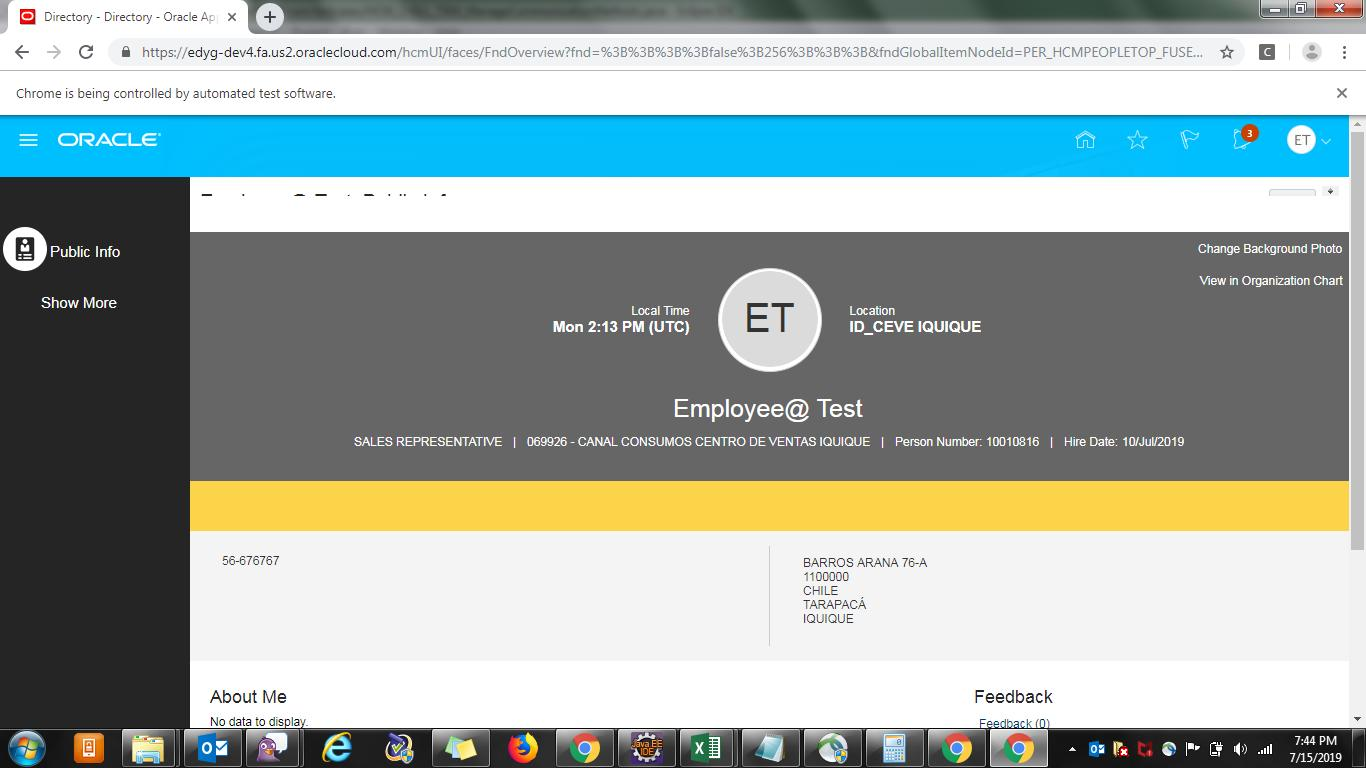 Directory - Directory - Oracle Ap
https://edyg-dev4.fa.us2.oraclecloud.com/hcmUI/faces/FndOverview?fnd=%3B%3B%3B%3Bfalse%3B256%3B%3B%3B&fndGlobalItemNodeId=PER_HCMPEOPLETOP_FUSE...
C
Chrome is being controlled by automated test software.
ORACLE
3
ET
Public Info
Show More
Change Background Photo
View in Organization Chart
Local Time
Mon 2:13 PM (UTC)
ET
Location
ID_CEVE IQUIQUE
Employee@ Test
SALES REPRESENTATIVE | 069926 - CANAL CONSUMOS CENTRO DE VENTAS IQUIQUE | Person Number: 10010816 | Hire Date: 10/Jul/2019
56-676767
BARROS ARANA 76-A
1100000
CHILE
TARAPACÁ
IQUIQUE
About Me
No data to display.
Feedback
Feedback (0)
Java EE
IDE
7:44 PM
7/15/2019